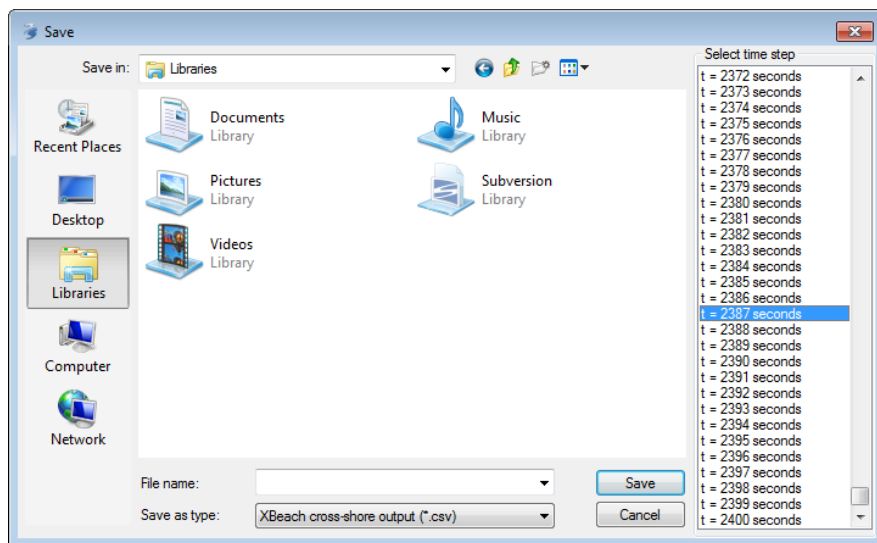 Save
Save in:
Libraries
Recent Places
Desktop
Libraries
Computer
Network
Documents
Library
Music
Library
Pictures
Library
Subversion
Library
Videos
Library
File name:
Save
Save as type:
XBeach cross-shore output (*.csv)
Cancel
Select time step
t = 2372 seconds
t = 2373 seconds
t = 2374 seconds
t = 2375 seconds
t = 2376 seconds
t = 2377 seconds
t = 2378 seconds
t = 2379 seconds
t = 2380 seconds
t = 2381 seconds
t = 2382 seconds
t = 2383 seconds
t = 2384 seconds
t = 2385 seconds
t = 2386 seconds
t = 2387 seconds
t = 2388 seconds
t = 2389 seconds
t = 2390 seconds
t = 2391 seconds
t = 2392 seconds
t = 2393 seconds
t = 2394 seconds
t = 2395 seconds
t = 2396 seconds
t = 2397 seconds
t = 2398 seconds
t = 2399 seconds
t = 2400 seconds